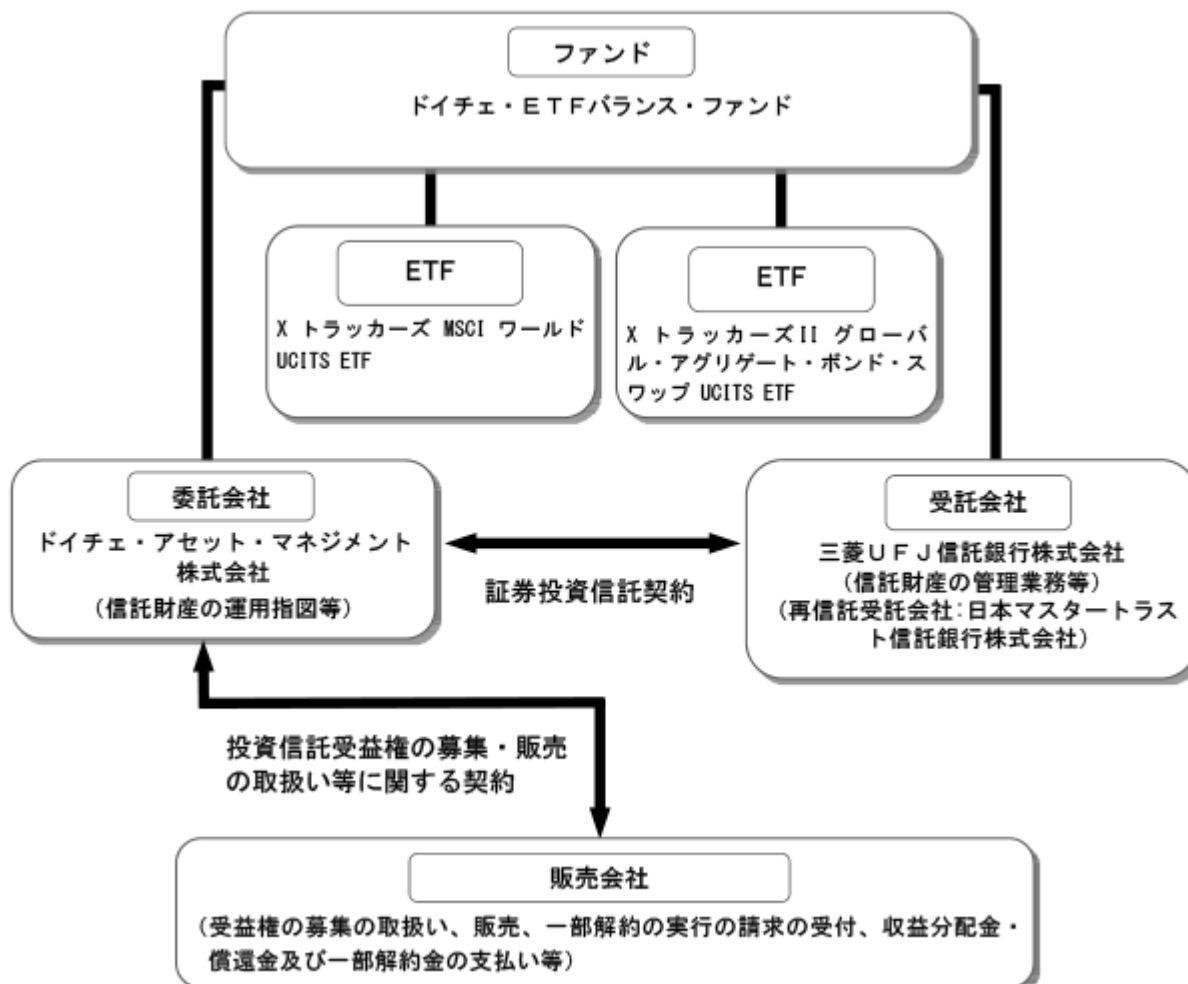 ファンド
ドイチェ・ＥＴＦバランス・ファンド
ETF
X トラッカーズ MSCI ワールド
UCITS ETF
ETF
X トラッカーズII グローバ
ル・アグリゲート・ボンド・ス
ワップ UCITS ETF
委託会社
ドイチェ・アセット・マネジメント
株式会社
（信託財産の運用指図等）
証券投資信託契約
受託会社
三菱ＵＦＪ信託銀行株式会社
（信託財産の管理業務等）
（再信託受託会社：日本マスタートラス
ト信託銀行株式会社）
投資信託受益権の募集・販売
の取扱い等に関する契約
販売会社
（受益権の募集の取扱い、販売、一部解約の実行の請求の受付、収益分配金・
償還金及び一部解約金の支払い等）